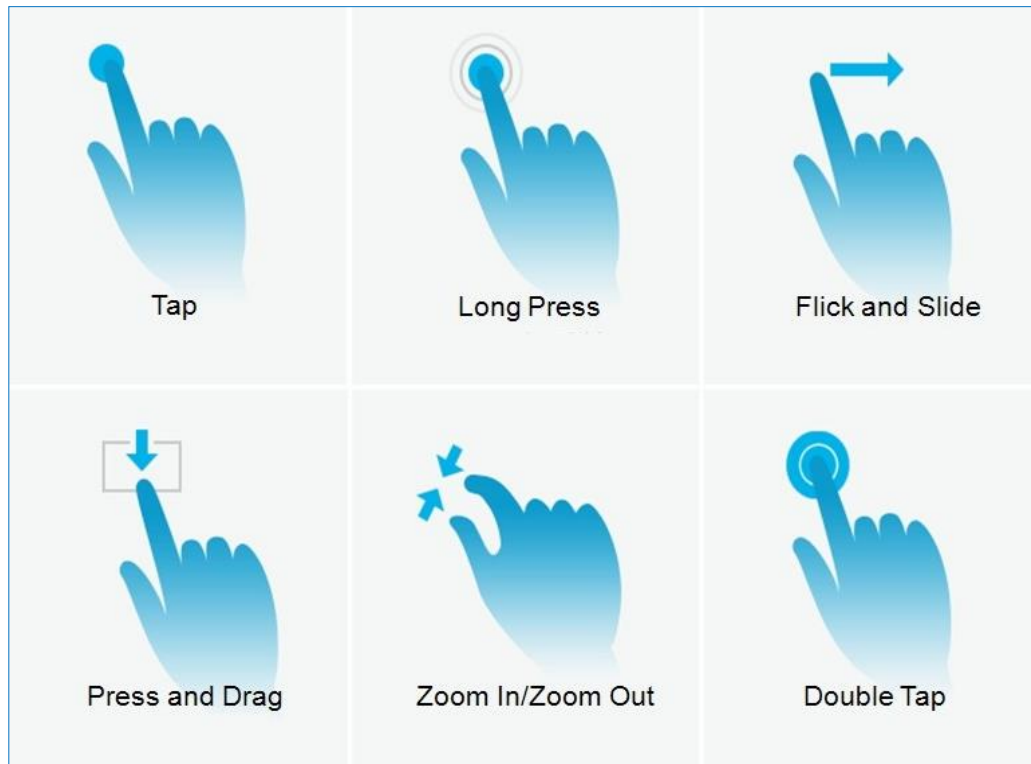 Tap
Long Press
Flick and Slide
Press and Drag
Zoom In/Zoom Out
Double Tap